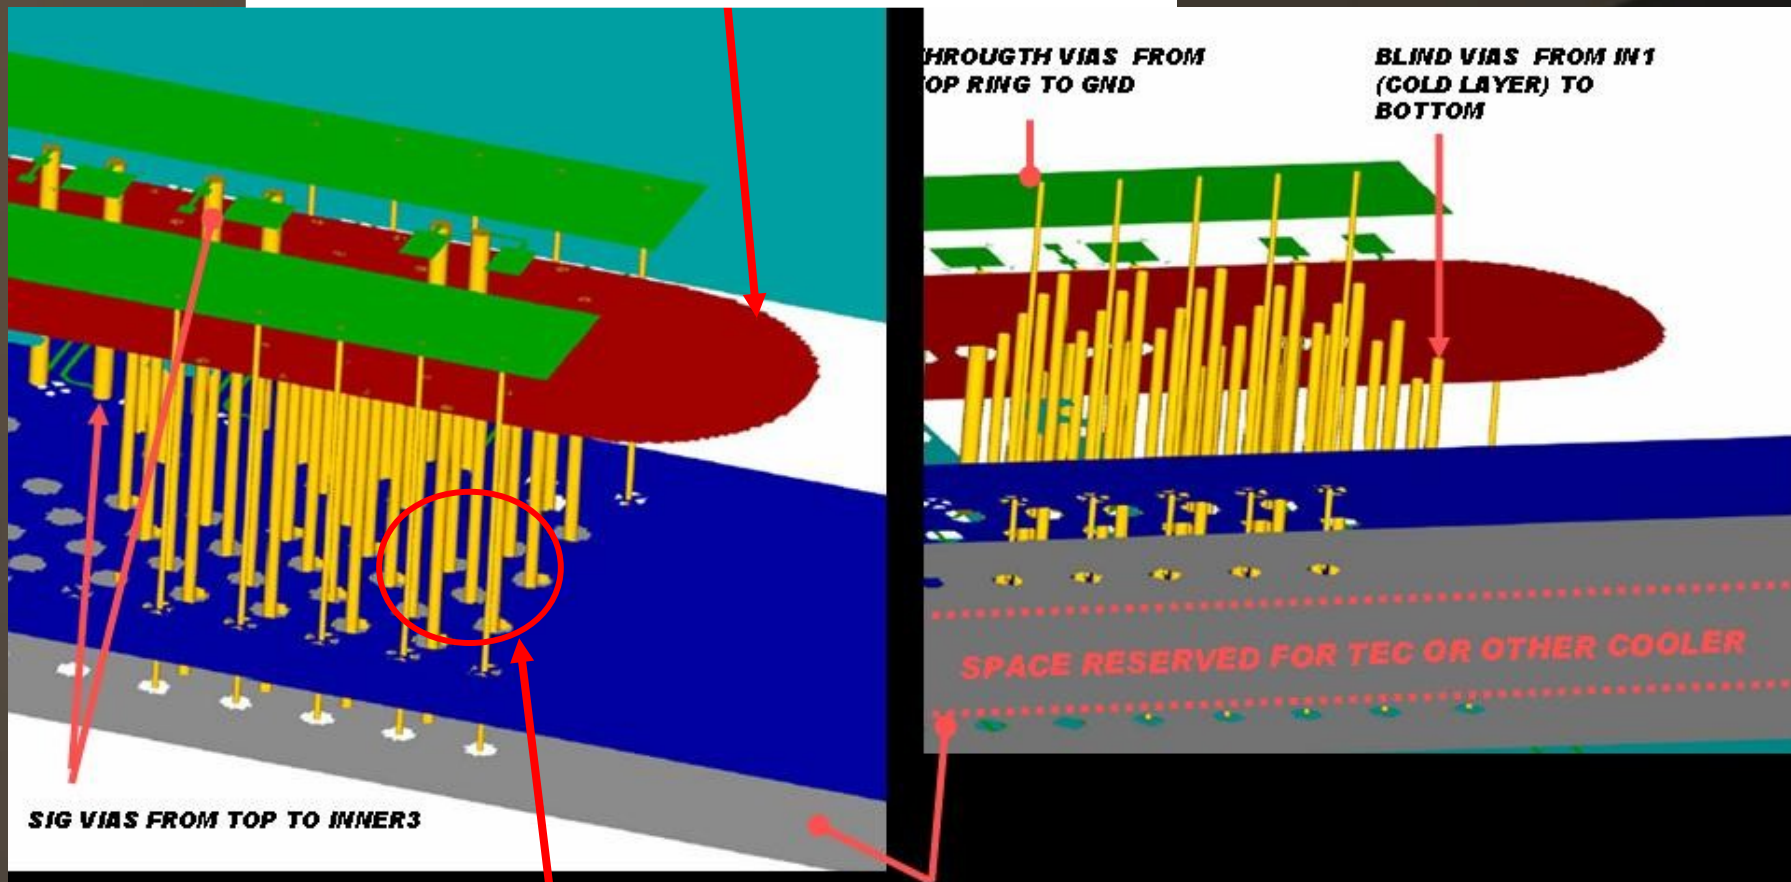 HROUGTH VIAS FROM
OP RING TO GND
BLIND VIAS FROM IN1
(COLD LAYER) TO
BOTTOM
SPACE RESERVED FOR TEC OR OTHER COOLER
SIG VIAS FROM TOP TO INNER3